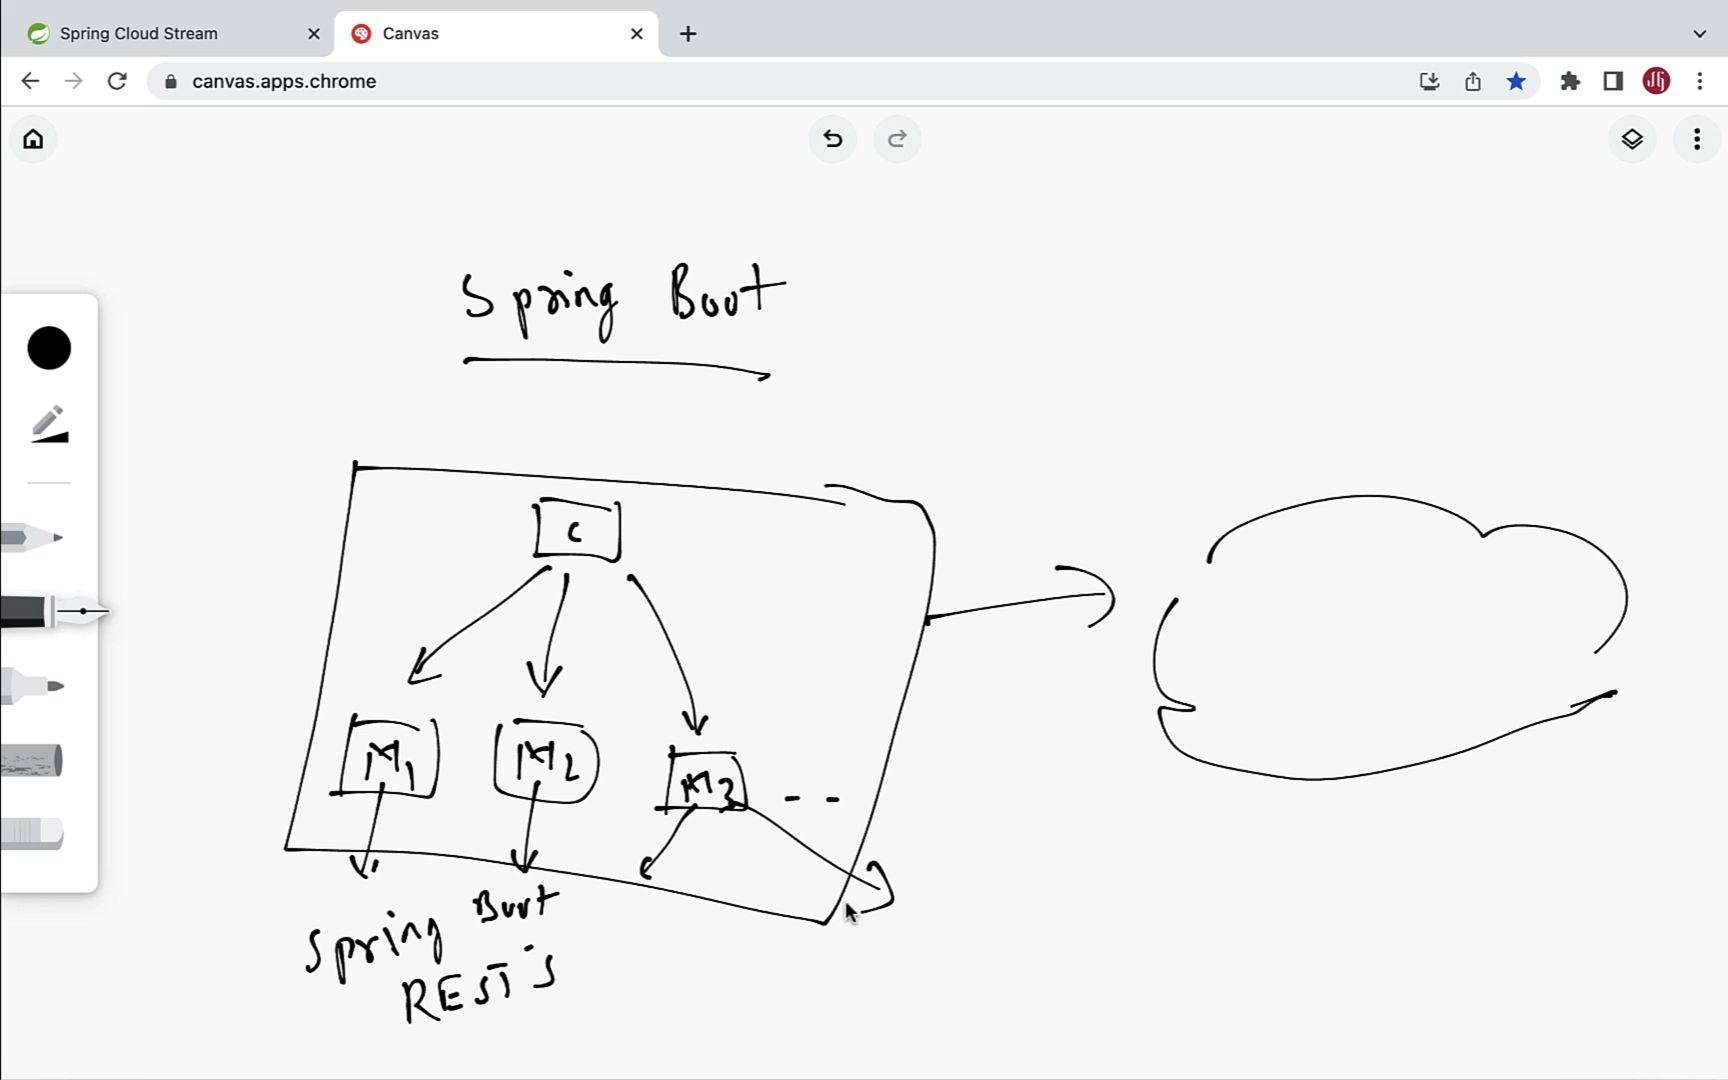 Spring Cloud Stream
Canvas
canvas.apps.chrome
Spring Boot
C
M1 M2 M3 - -
Spring Boot
REST's